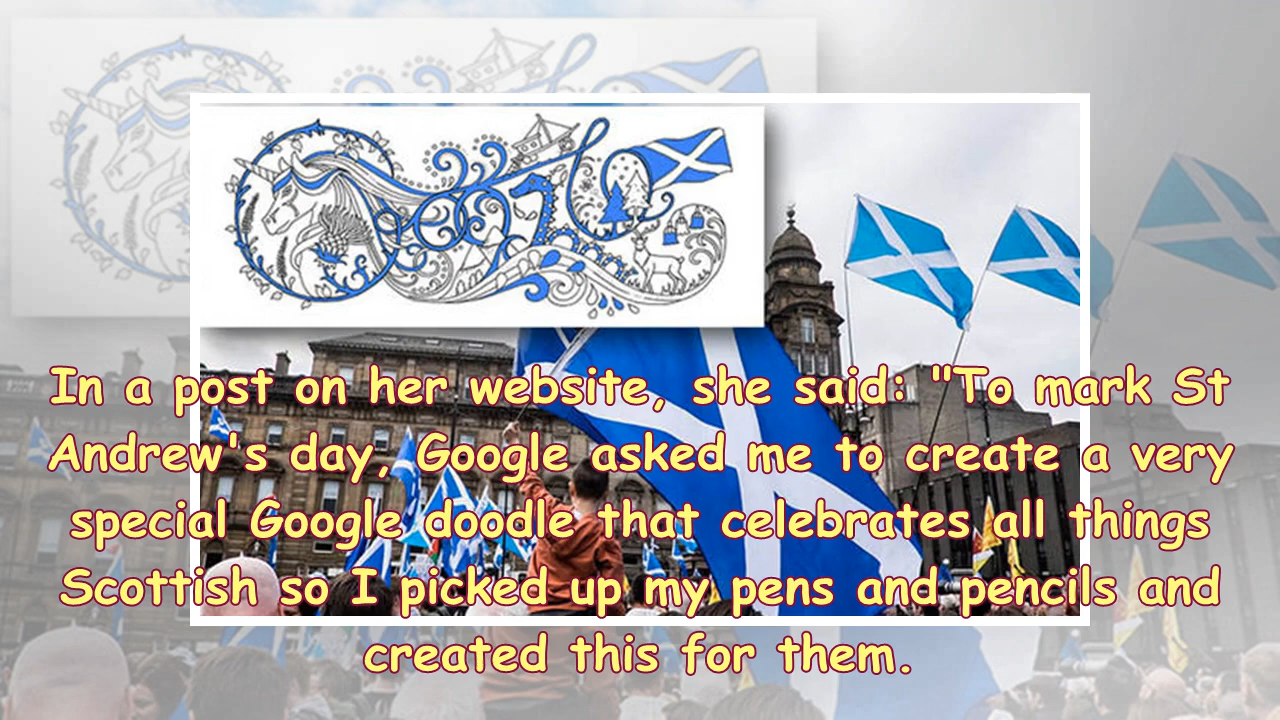 In a post on her website, she said: "To mark St
Andrew's day, Google asked me to create a very
special Google doodle that celebrates all things
Scottish so I picked up my pens and pencils and
created this for them.